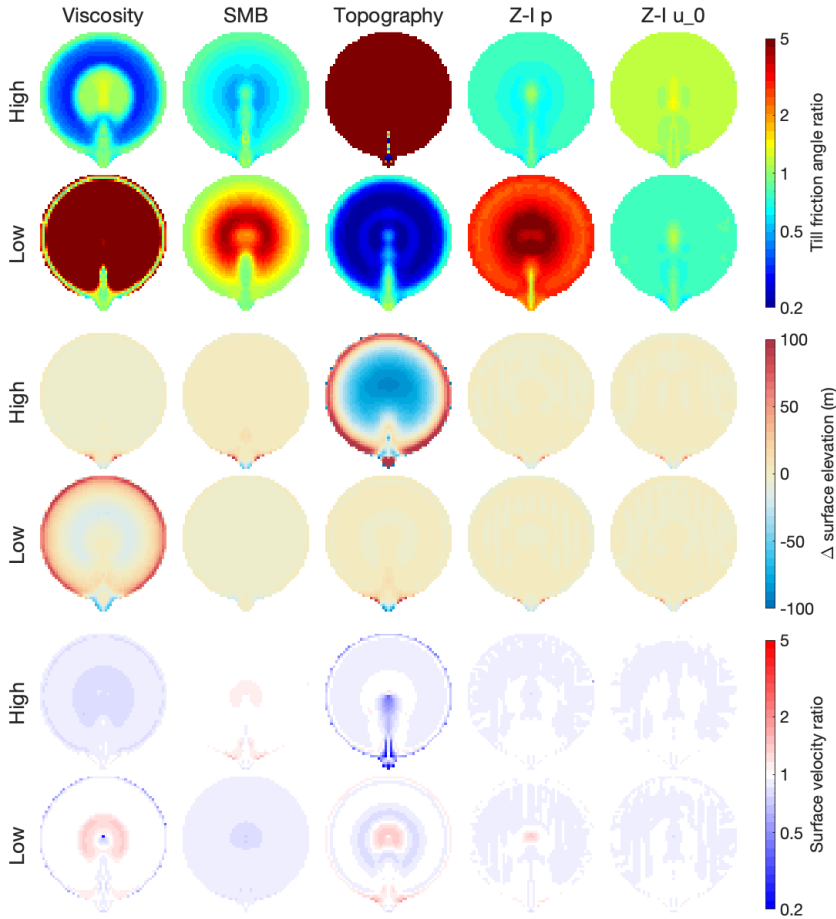 Viscosity SMB Topography Z-I p Z-I u_0
High
Low
5
2
1
0.5
0.2
Till friction angle ratio
High
Low
100
50
0
-50
-100
Δ surface elevation (m)
High
Low
5
2
1
0.5
0.2
Surface velocity ratio